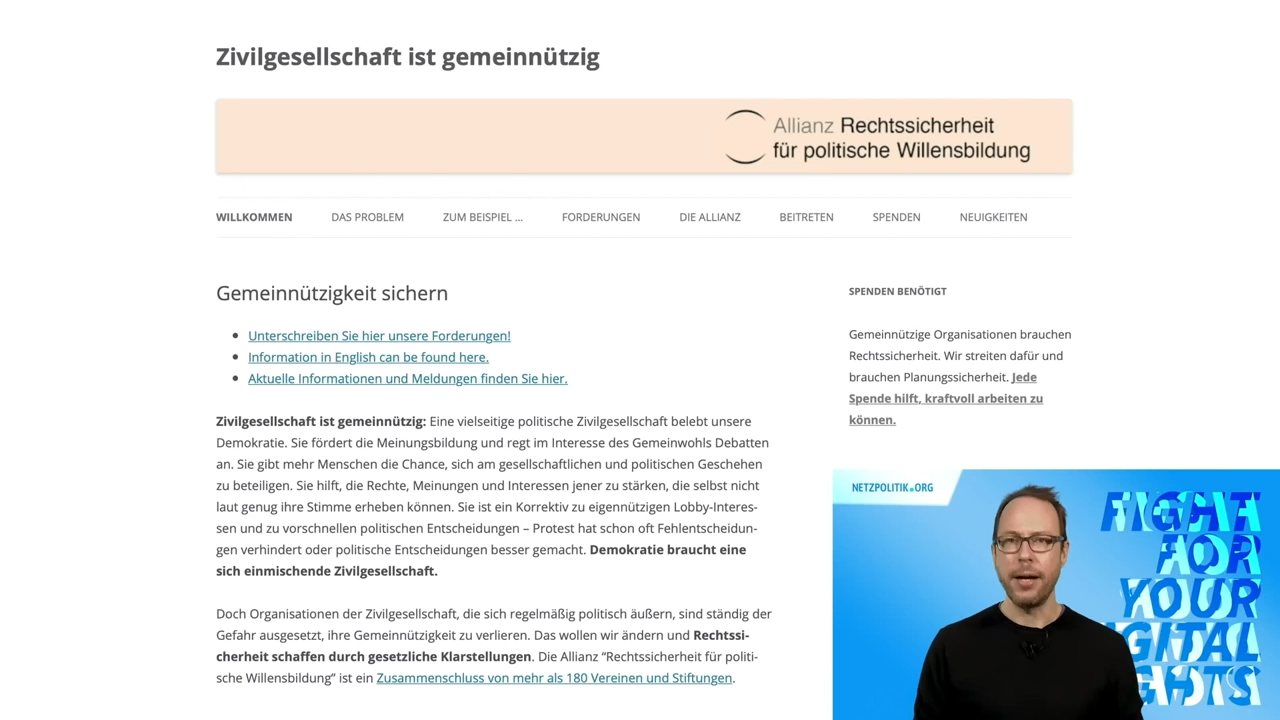 Zivilgesellschaft ist gemeinnützig
Allianz Rechtssicherheit
für politische Willensbildung
WILLKOMMEN DAS PROBLEM ZUM BEISPIEL ... FORDERUNGEN DIE ALLIANZ BEITRETEN SPENDEN NEUIGKEITEN
Gemeinnützigkeit sichern
• Unterschreiben Sie hier unsere Forderungen!
• Information in English can be found here.
• Aktuelle Informationen und Meldungen finden Sie hier.
Zivilgesellschaft ist gemeinnützig: Eine vielseitige politische Zivilgesellschaft belebt unsere
Demokratie. Sie fördert die Meinungsbildung und regt im Interesse des Gemeinwohls Debatten
an. Sie gibt mehr Menschen die Chance, sich am gesellschaftlichen und politischen Geschehen
zu beteiligen. Sie hilft, die Rechte, Meinungen und Interessen jener zu stärken, die selbst nicht
laut genug ihre Stimme erheben können. Sie ist ein Korrektiv zu eigennützigen Lobby-Interes-
sen und zu vorschnellen politischen Entscheidungen – Protest hat schon oft Fehlentscheidun-
gen verhindert oder politische Entscheidungen besser gemacht. Demokratie braucht eine
sich einmischende Zivilgesellschaft.
Doch Organisationen der Zivilgesellschaft, die sich regelmäßig politisch äußern, sind ständig der
Gefahr ausgesetzt, ihre Gemeinnützigkeit zu verlieren. Das wollen wir ändern und Rechtssi-
cherheit schaffen durch gesetzliche Klarstellungen. Die Allianz “Rechtssicherheit für politi-
sche Willensbildung” ist ein Zusammenschluss von mehr als 180 Vereinen und Stiftungen.
SPENDEN BENÖTIGT
Gemeinnützige Organisationen brauchen
Rechtssicherheit. Wir streiten dafür und
brauchen Planungssicherheit. Jede
Spende hilft, kraftvoll arbeiten zu
können.
NETZPOLITIK.ORG
FIGHT
FOR
YOUR
IGITAL
GHTS